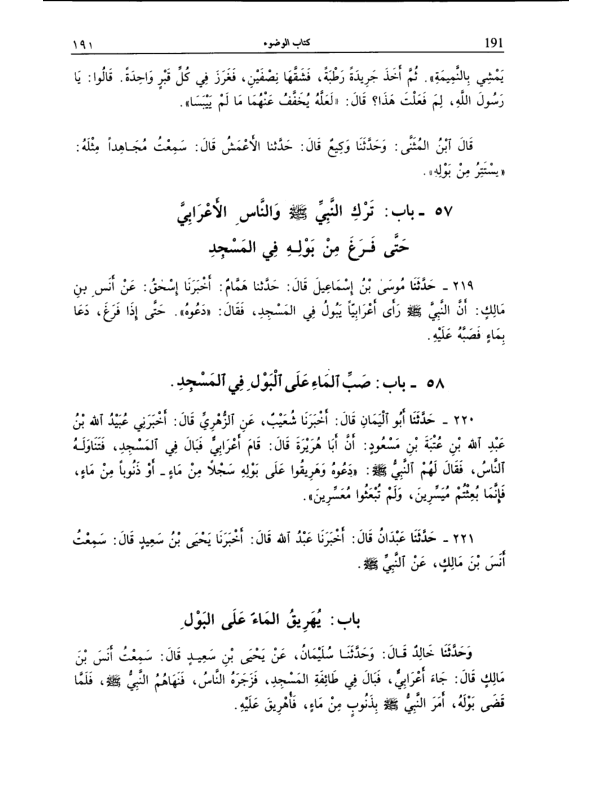 191 كتاب الوضوء ١٩١
يَمْشِي بِالنَّمِيمَةِ». ثُمَّ أَخَذَ جَرِيدَةً رَطْبَةً، فَشَقَّهَا نِصْفَيْنِ، فَغَرَزَ فِي كُلِّ قَبْرٍ وَاحِدَةً. قَالُوا: يَا
رَسُولَ اللَّهِ، لِمَ فَعَلْتَ هَذَا؟ قَالَ: «لَعَلَّهُ يُخَفَّفُ عَنْهُمَا مَا لَمْ يَيْبَسَا».
قَالَ ٱبْنُ المُثَنَّى: وَحَدَّثَنَا وَكِيعٌ قَالَ: حَدَّثنا الأَعْمَشُ قَالَ: سَمِعْتُ مُجَاهِداً مِثْلَهُ:
«يَسْتَتِرُ مِنْ بَوْلِهِ».
٥٧ ـ باب: تَرْكِ النَّبِيِّ ﷺ وَالنَّاسِ الأَعْرَابِيَّ
حَتَّى فَرَغَ مِنْ بَوْلِهِ فِي المَسْجِدِ
٢١٩ ـ حَدَّثَنَا مُوسَى بْنُ إِسْمَاعِيلَ قَالَ: حَدَّثنا هَمَّامٌ: أَخْبَرَنَا إِسْحٰقُ: عَنْ أَنَسِ بنِ
مَالِكٍ: أَنَّ النَّبِيَّ ﷺ رَأَى أَعْرَابِيّاً يَبُولُ فِي المَسْجِدِ، فَقَالَ: «دَعُوهُ». حَتَّى إِذَا فَرَغَ، دَعَا
بِمَاءٍ فَصَبَّهُ عَلَيْهِ.
٥٨ ـ باب: صَبِّ المَاءِ عَلَى الْبَوْلِ فِي المَسْجِدِ.
٢٢٠ ـ حَدَّثَنَا أَبُو الْيَمَانِ قَالَ: أَخْبَرَنَا شُعَيْبٌ، عَنِ الزُّهْرِيِّ قَالَ: أَخْبَرَنِي عُبَيْدُ الله بْنُ
عَبْدِ الله بْنِ عُتْبَةَ بْنِ مَسْعُودٍ: أَنَّ أَبَا هُرَيْرَةَ قَالَ: قَامَ أَعْرَابِيٌّ فَبَالَ فِي المَسْجِدِ، فَتَنَاوَلَهُ
النَّاسُ، فَقَالَ لَهُمُ النَّبِيُّ ﷺ: «دَعُوهُ وَهَرِيقُوا عَلَى بَوْلِهِ سَجْلًا مِنْ مَاءٍ ـ أَوْ ذَنُوباً مِنْ مَاءٍ،
فَإِنَّمَا بُعِثْتُمْ مُيَسِّرِينَ، وَلَمْ تُبْعَثُوا مُعَسِّرِينَ».
٢٢١ ـ حَدَّثَنَا عَبْدَانُ قَالَ: أَخْبَرَنَا عَبْدُ الله قَالَ: أَخْبَرَنَا يَحْيَى بْنُ سَعِيدٍ قَالَ: سَمِعْتُ
أَنَسَ بْنَ مَالِكٍ، عَنِ النَّبِيِّ ﷺ.
باب: يُهَرِيقُ المَاءَ عَلَى البَوْلِ
وَحَدَّثَنَا خَالِدٌ قَالَ: وَحَدَّثَنَا سُلَيْمَانُ، عَنْ يَحْيَى بْنِ سَعِيدٍ قَالَ: سَمِعْتُ أَنَسَ بْنَ
مَالِكٍ قَالَ: جَاءَ أَعْرَابِيٌّ، فَبَالَ فِي طَائِفَةِ المَسْجِدِ، فَزَجَرَهُ النَّاسُ، فَنَهَاهُمُ النَّبِيُّ ﷺ، فَلَمَّا
قَضَى بَوْلَهُ، أَمَرَ النَّبِيُّ ﷺ بِذَنُوبٍ مِنْ مَاءٍ، فَأُهْرِيقَ عَلَيْهِ.